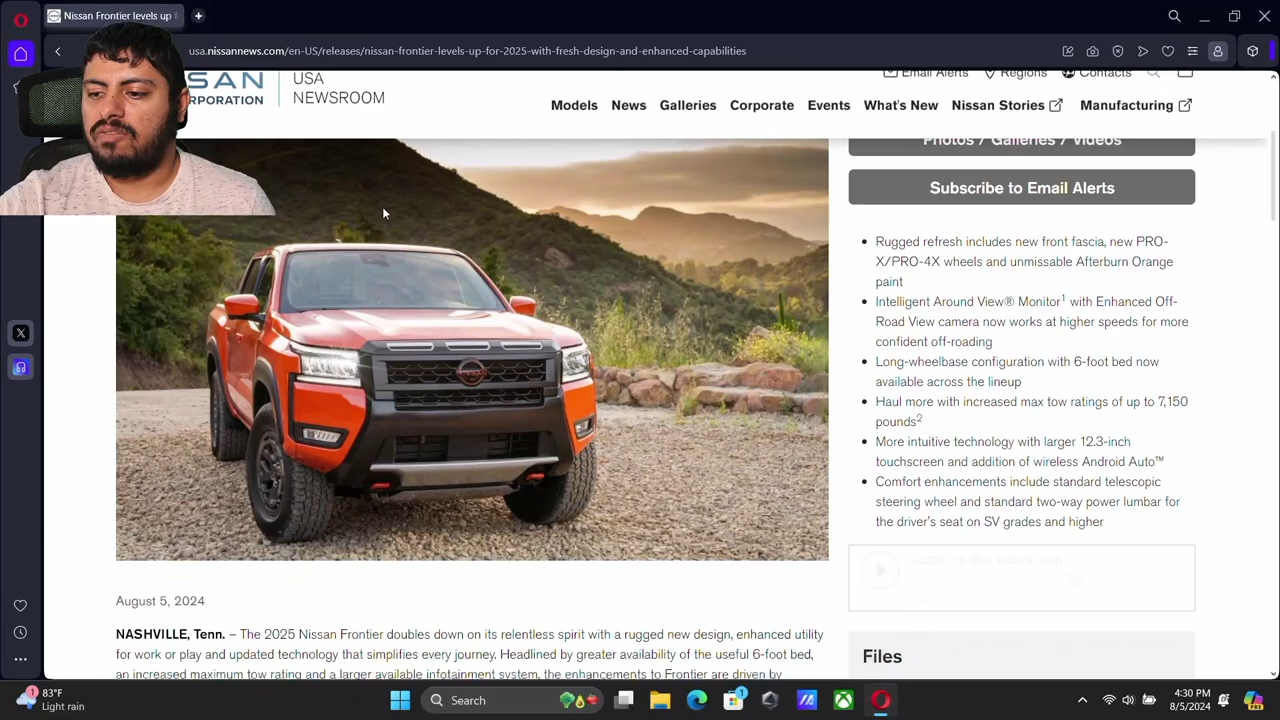 Nissan Frontier levels up f
usa.nissannews.com/en-US/releases/nissan-frontier-levels-up-for-2025-with-fresh-design-and-enhanced-capabilities
USA
NEWSROOM
RPORATION
Email Alerts
Regions
Contacts
Models
News
Galleries
Corporate
Events
What's New
Nissan Stories
Manufacturing
Photos / Galleries / Videos
Subscribe to Email Alerts
Rugged refresh includes new front fascia, new PRO-
X/PRO-4X wheels and unmissable Afterburn Orange
paint
Intelligent Around View® Monitor1 with Enhanced Off-
Road View camera now works at higher speeds for more
confident off-roading
Long-wheelbase configuration with 6-foot bed now
available across the lineup
Haul more with increased max tow ratings of up to 7,150
pounds2
More intuitive technology with larger 12.3-inch
touchscreen and addition of wireless Android Auto™
Comfort enhancements include standard telescopic
steering wheel and standard two-way power lumbar for
the driver's seat on SV grades and higher
August 5, 2024
NASHVILLE, Tenn. – The 2025 Nissan Frontier doubles down on its relentless spirit with a rugged new design, enhanced utility
for work or play and updated technology that simplifies every journey. Headlined by greater availability of the useful 6-foot bed,
an increased maximum tow rating and a larger available infotainment system, the enhancements to Frontier are driven by
Files
1
83°F
Light rain
Search
4:30 PM
8/5/2024